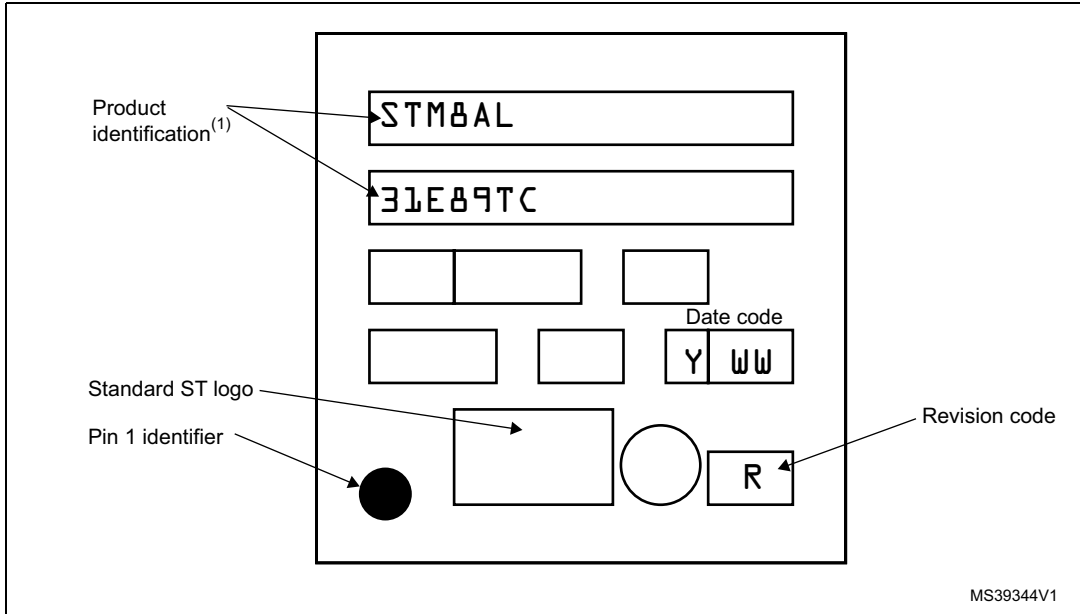 STM8AL
Product
identification(1)
31E89TC
Date code
Y WW
Standard ST logo
Revision code
Pin 1 identifier
R
MS39344V1